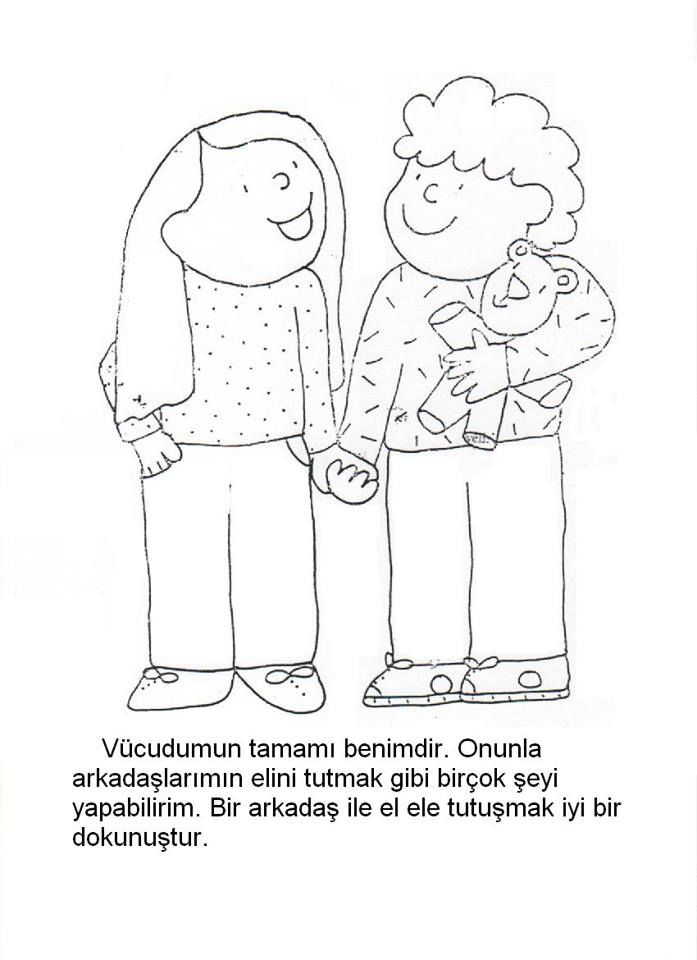 Vücudumun tamamı benimdir. Onunla
arkadaşlarımın elini tutmak gibi birçok şeyi
yapabilirim. Bir arkadaş ile el ele tutuşmak iyi bir
dokunuştur.